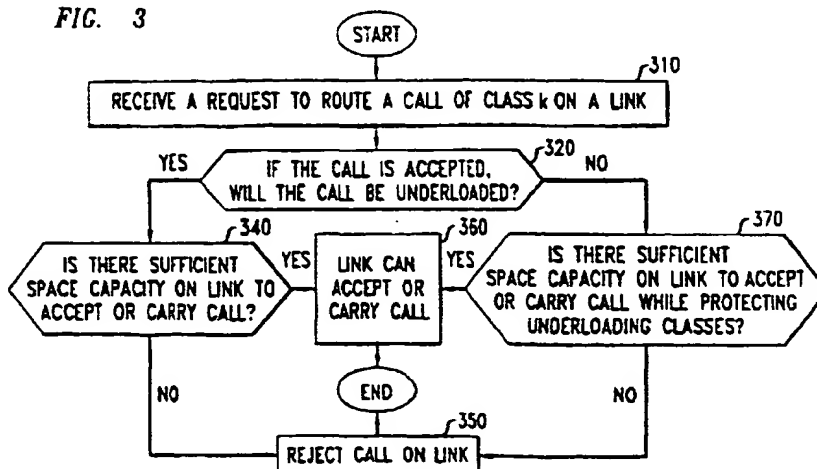 FIG. 3
START
310
RECEIVE A REQUEST TO ROUTE A CALL OF CLASS k ON A LINK
320
YES
IF THE CALL IS ACCEPTED,
WILL THE CALL BE UNDERLOADED?
NO
340
IS THERE SUFFICIENT
SPACE CAPACITY ON LINK TO
ACCEPT OR CARRY CALL?
YES
360
LINK CAN
ACCEPT OR
CARRY CALL
YES
370
IS THERE SUFFICIENT
SPACE CAPACITY ON LINK TO ACCEPT
OR CARRY CALL WHILE PROTECTING
UNDERLOADING CLASSES?
NO
END
NO
350
REJECT CALL ON LINK